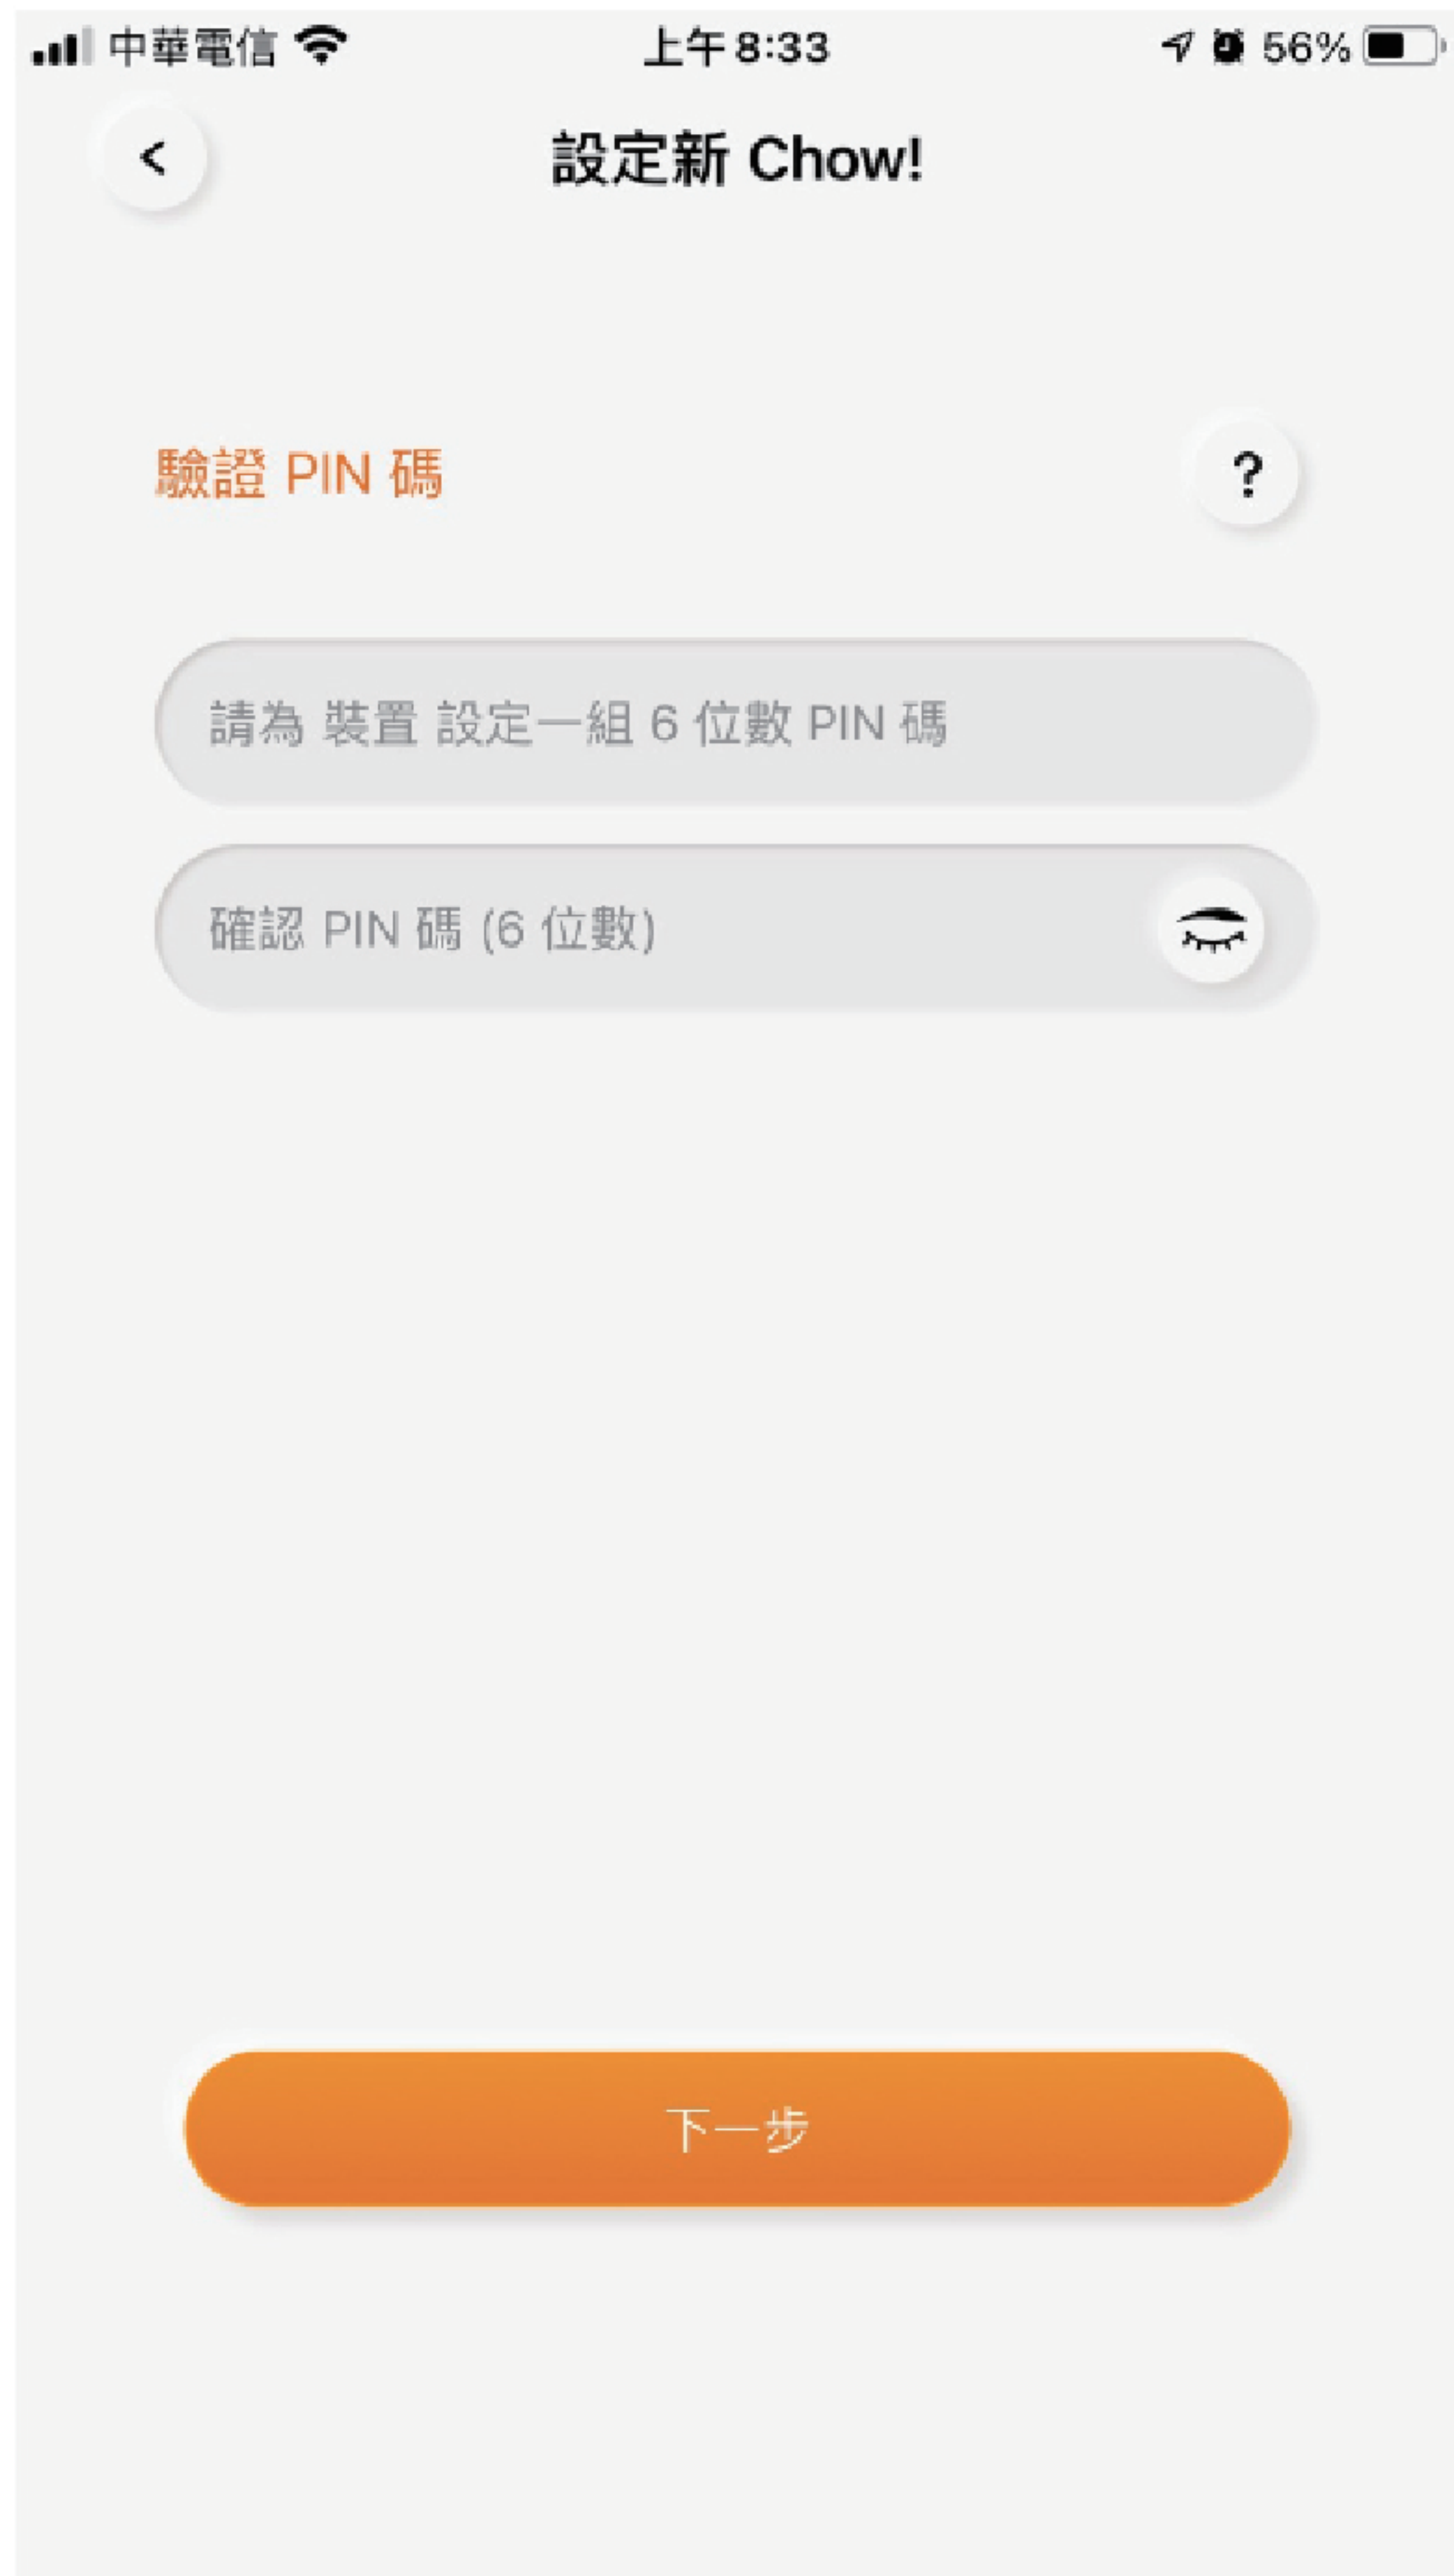 中華電信 上午8:33 56%
< 設定新 Chow!
驗證 PIN 碼 ?
請為 裝置 設定一組 6 位數 PIN 碼
確認 PIN 碼 (6 位數)
下一步